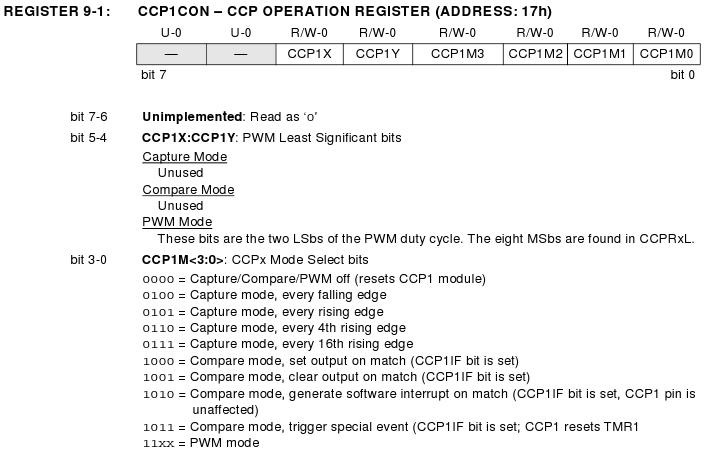 REGISTER 9-1: CCP1CON – CCP OPERATION REGISTER (ADDRESS: 17h)
U-0 U-0 R/W-0 R/W-0 R/W-0 R/W-0 R/W-0 R/W-0
— — CCP1X CCP1Y CCP1M3 CCP1M2 CCP1M1 CCP1M0
bit 7 bit 0
bit 7-6 Unimplemented: Read as ‘0’
bit 5-4 CCP1X:CCP1Y: PWM Least Significant bits
Capture Mode
Unused
Compare Mode
Unused
PWM Mode
These bits are the two LSbs of the PWM duty cycle. The eight MSbs are found in CCPRxL.
bit 3-0 CCP1M<3:0>: CCPx Mode Select bits
0000 = Capture/Compare/PWM off (resets CCP1 module)
0100 = Capture mode, every falling edge
0101 = Capture mode, every rising edge
0110 = Capture mode, every 4th rising edge
0111 = Capture mode, every 16th rising edge
1000 = Compare mode, set output on match (CCP1IF bit is set)
1001 = Compare mode, clear output on match (CCP1IF bit is set)
1010 = Compare mode, generate software interrupt on match (CCP1IF bit is set, CCP1 pin is
unaffected)
1011 = Compare mode, trigger special event (CCP1IF bit is set; CCP1 resets TMR1
11xx = PWM mode